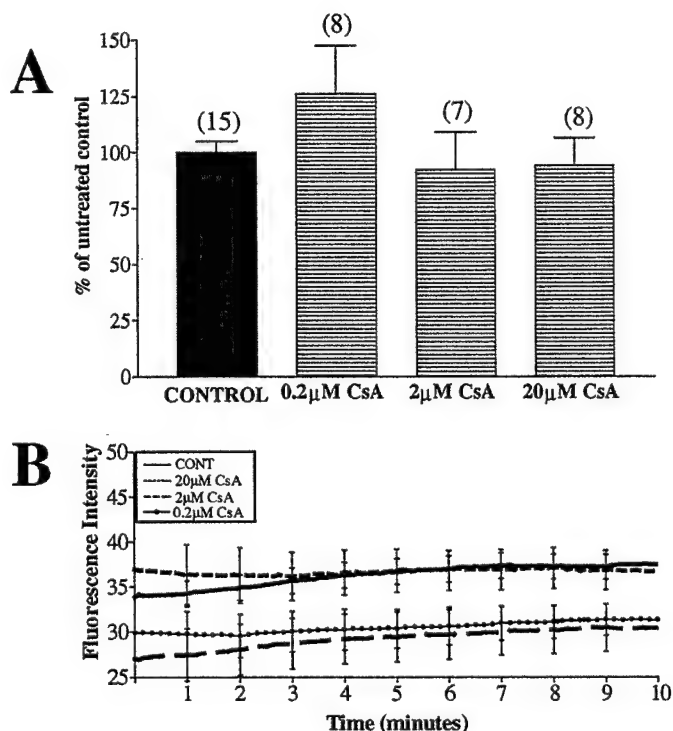 A
% of untreated control
150
125
100
75
50
25
0
(15)
(8)
(7)
(8)
CONTROL
0.2μM CsA
2μM CsA
20μM CsA
B
Fluorescence Intensity
50
45
40
35
30
25
CONT
20μM CsA
2μM CsA
0.2μM CsA
1 2 3 4 5 6 7 8 9 10
Time (minutes)